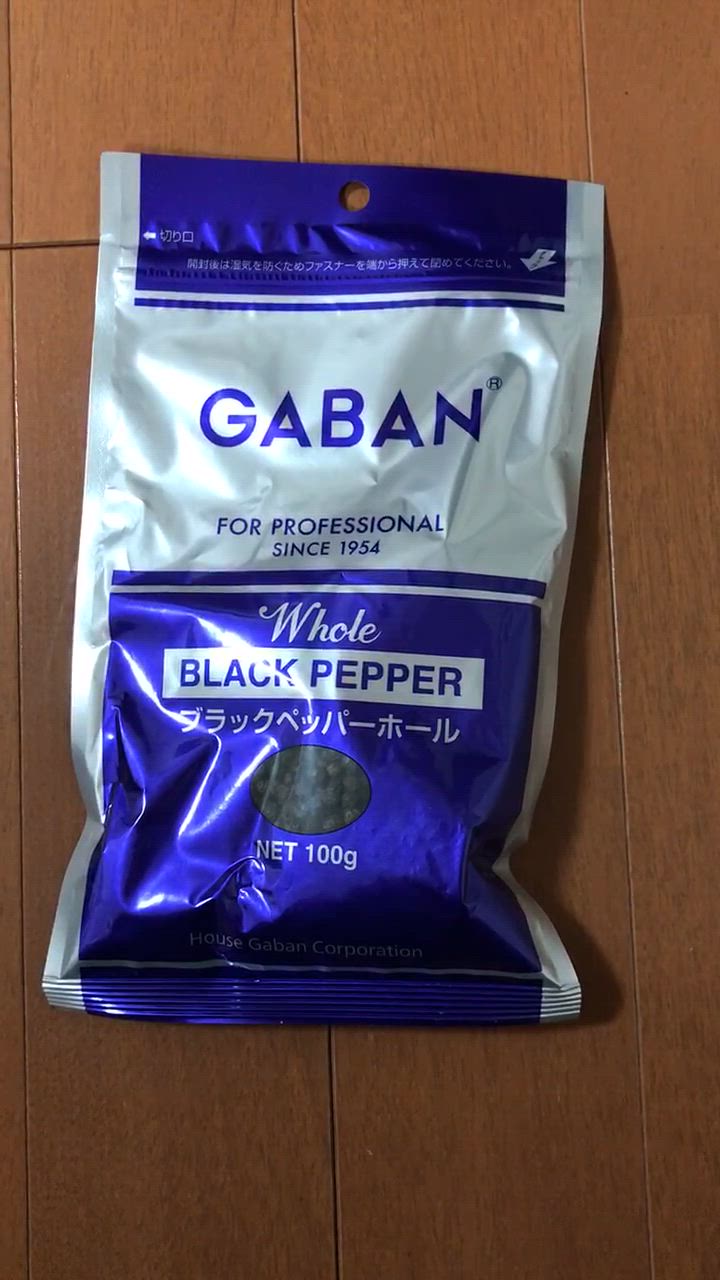 切り口
開封後は湿気を防ぐためファスナーを端から押えて閉めてください。
GABAN®
FOR PROFESSIONAL
SINCE 1954
Whole
BLACK PEPPER
ブラックペッパーホール
NET 100g
House Gaban Corporation